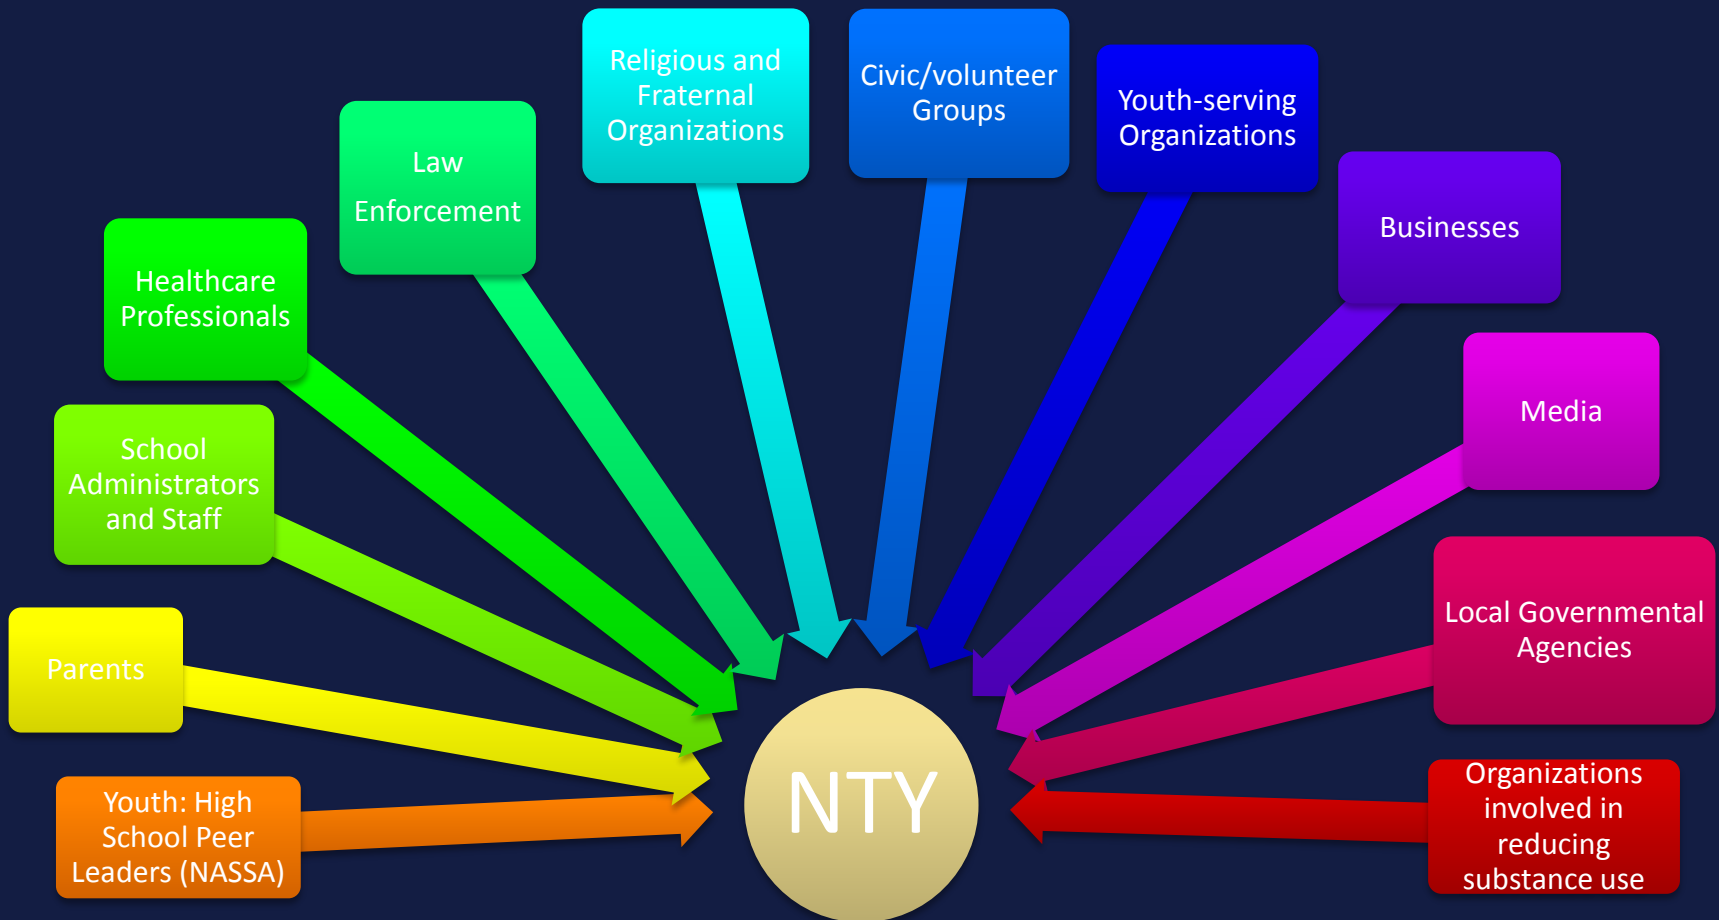 Religious and
Fraternal
Organizations
Civic/volunteer
Groups
Youth-serving
Organizations
Law
Enforcement
Businesses
Healthcare
Professionals
Media
School
Administrators
and Staff
Local Governmental
Agencies
Parents
NTY
Youth: High
School Peer
Leaders (NASSA)
Organizations
involved in
reducing
substance use